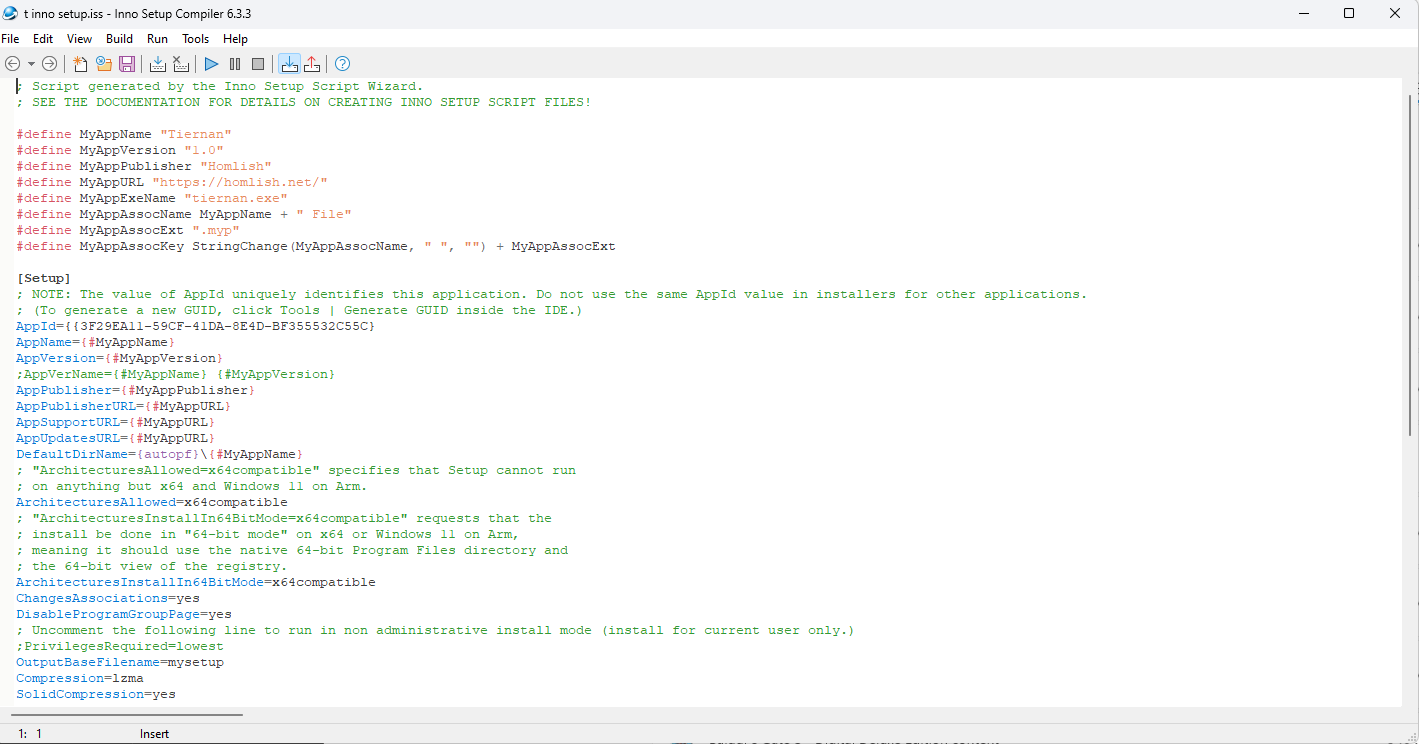 t inno setup.iss - Inno Setup Compiler 6.3.3
File Edit View Build Run Tools Help
; Script generated by the Inno Setup Script Wizard.
; SEE THE DOCUMENTATION FOR DETAILS ON CREATING INNO SETUP SCRIPT FILES!
#define MyAppName "Tiernan"
#define MyAppVersion "1.0"
#define MyAppPublisher "Homlish"
#define MyAppURL "https://homlish.net/"
#define MyAppExeName "tiernan.exe"
#define MyAppAssocName MyAppName + " File"
#define MyAppAssocExt ".myp"
#define MyAppAssocKey StringChange(MyAppAssocName, " ", "") + MyAppAssocExt
[Setup]
; NOTE: The value of AppId uniquely identifies this application. Do not use the same AppId value in installers for other applications.
; (To generate a new GUID, click Tools | Generate GUID inside the IDE.)
AppId={{3F29EA11-59CF-41DA-8E4D-BF355532C55C}
AppName={#MyAppName}
AppVersion={#MyAppVersion}
;AppVerName={#MyAppName} {#MyAppVersion}
AppPublisher={#MyAppPublisher}
AppPublisherURL={#MyAppURL}
AppSupportURL={#MyAppURL}
AppUpdatesURL={#MyAppURL}
DefaultDirName={autopf}\{#MyAppName}
; "ArchitecturesAllowed=x64compatible" specifies that Setup cannot run
; on anything but x64 and Windows 11 on Arm.
ArchitecturesAllowed=x64compatible
; "ArchitecturesInstallIn64BitMode=x64compatible" requests that the
; install be done in "64-bit mode" on x64 or Windows 11 on Arm,
; meaning it should use the native 64-bit Program Files directory and
; the 64-bit view of the registry.
ArchitecturesInstallIn64BitMode=x64compatible
ChangesAssociations=yes
DisableProgramGroupPage=yes
; Uncomment the following line to run in non administrative install mode (install for current user only.)
;PrivilegesRequired=lowest
OutputBaseFilename=mysetup
Compression=lzma
SolidCompression=yes
1: 1 Insert